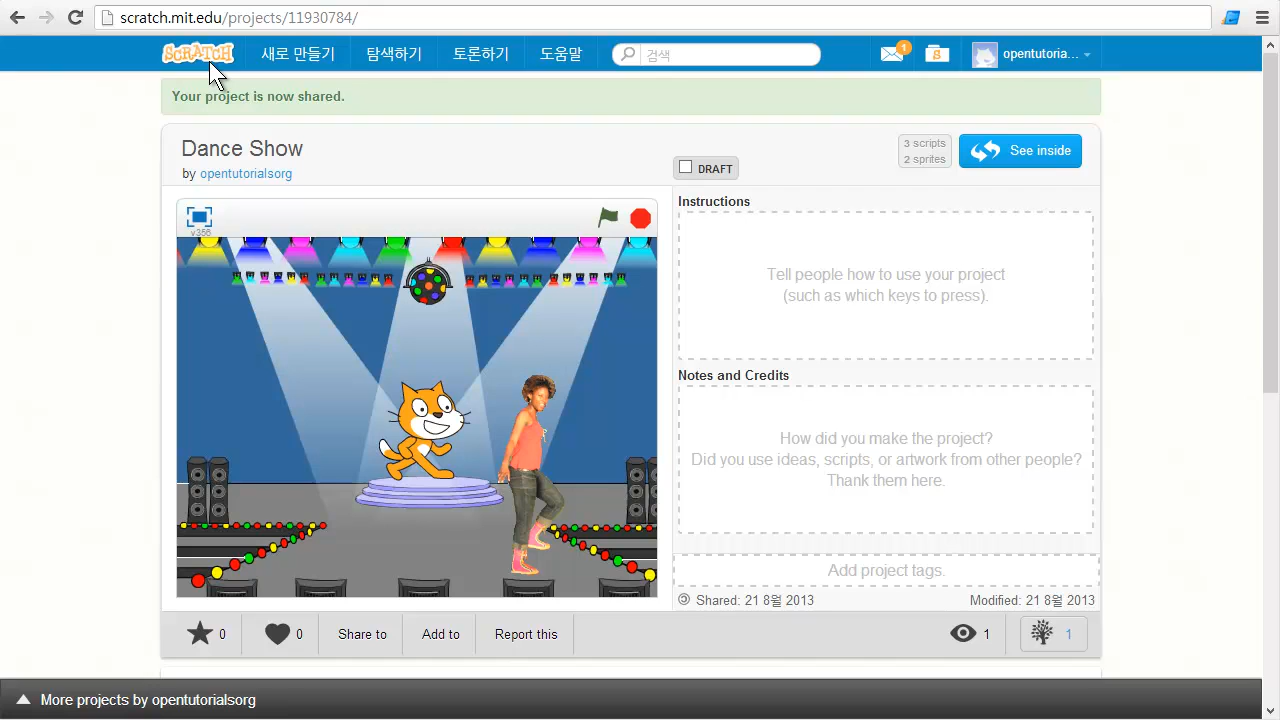 scratch.mit.edu/projects/11930784/
SCRATCH 새로 만들기 탐색하기 토론하기 도움말 검색 1 S opentutoria...
Your project is now shared.
Dance Show
by opentutorialsorg
DRAFT
3 scripts
2 sprites
See inside
v356
Instructions
Tell people how to use your project
(such as which keys to press).
Notes and Credits
How did you make the project?
Did you use ideas, scripts, or artwork from other people?
Thank them here.
Add project tags.
Shared: 21 8월 2013 Modified: 21 8월 2013
0 0 Share to Add to Report this 1 1
More projects by opentutorialsorg